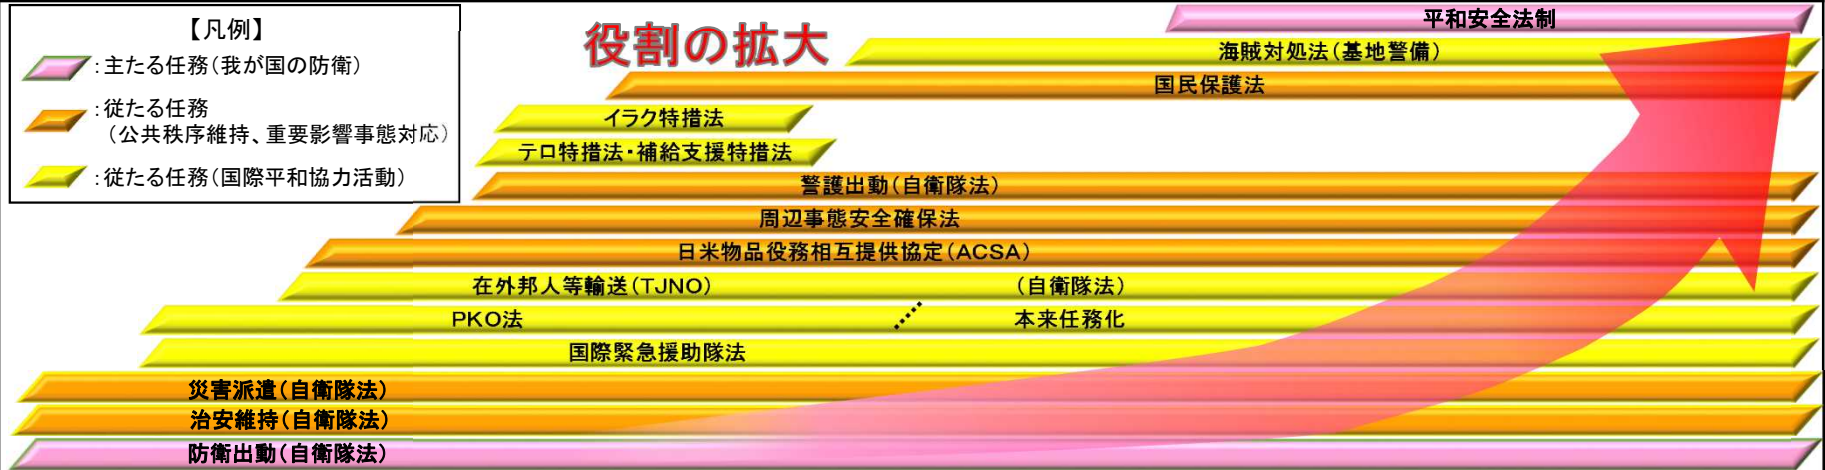 【凡例】
:主たる任務(我が国の防衛)
:従たる任務
(公共秩序維持、重要影響事態対応)
:従たる任務(国際平和協力活動)
役割の拡大
平和安全法制
海賊対処法(基地警備)
国民保護法
イラク特措法
テロ特措法・補給支援特措法
警護出動(自衛隊法)
周辺事態安全確保法
日米物品役務相互提供協定(ACSA)
在外邦人等輸送(TJNO) (自衛隊法)
PKO法 本来任務化
国際緊急援助隊法
災害派遣(自衛隊法)
治安維持(自衛隊法)
防衛出動(自衛隊法)